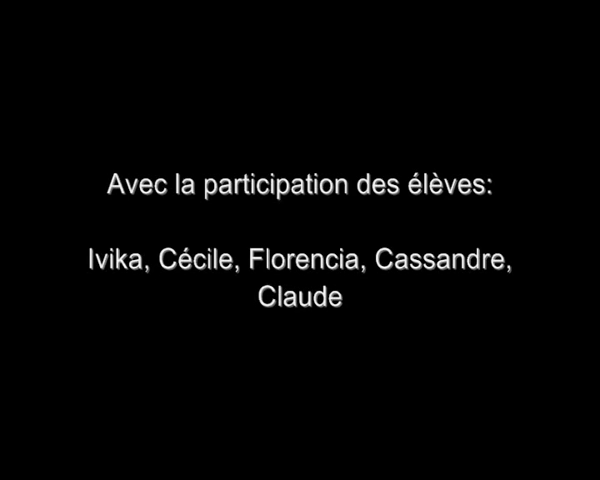 Avec la participation des élèves:
Ivika, Cécile, Florencia, Cassandre,
Claude